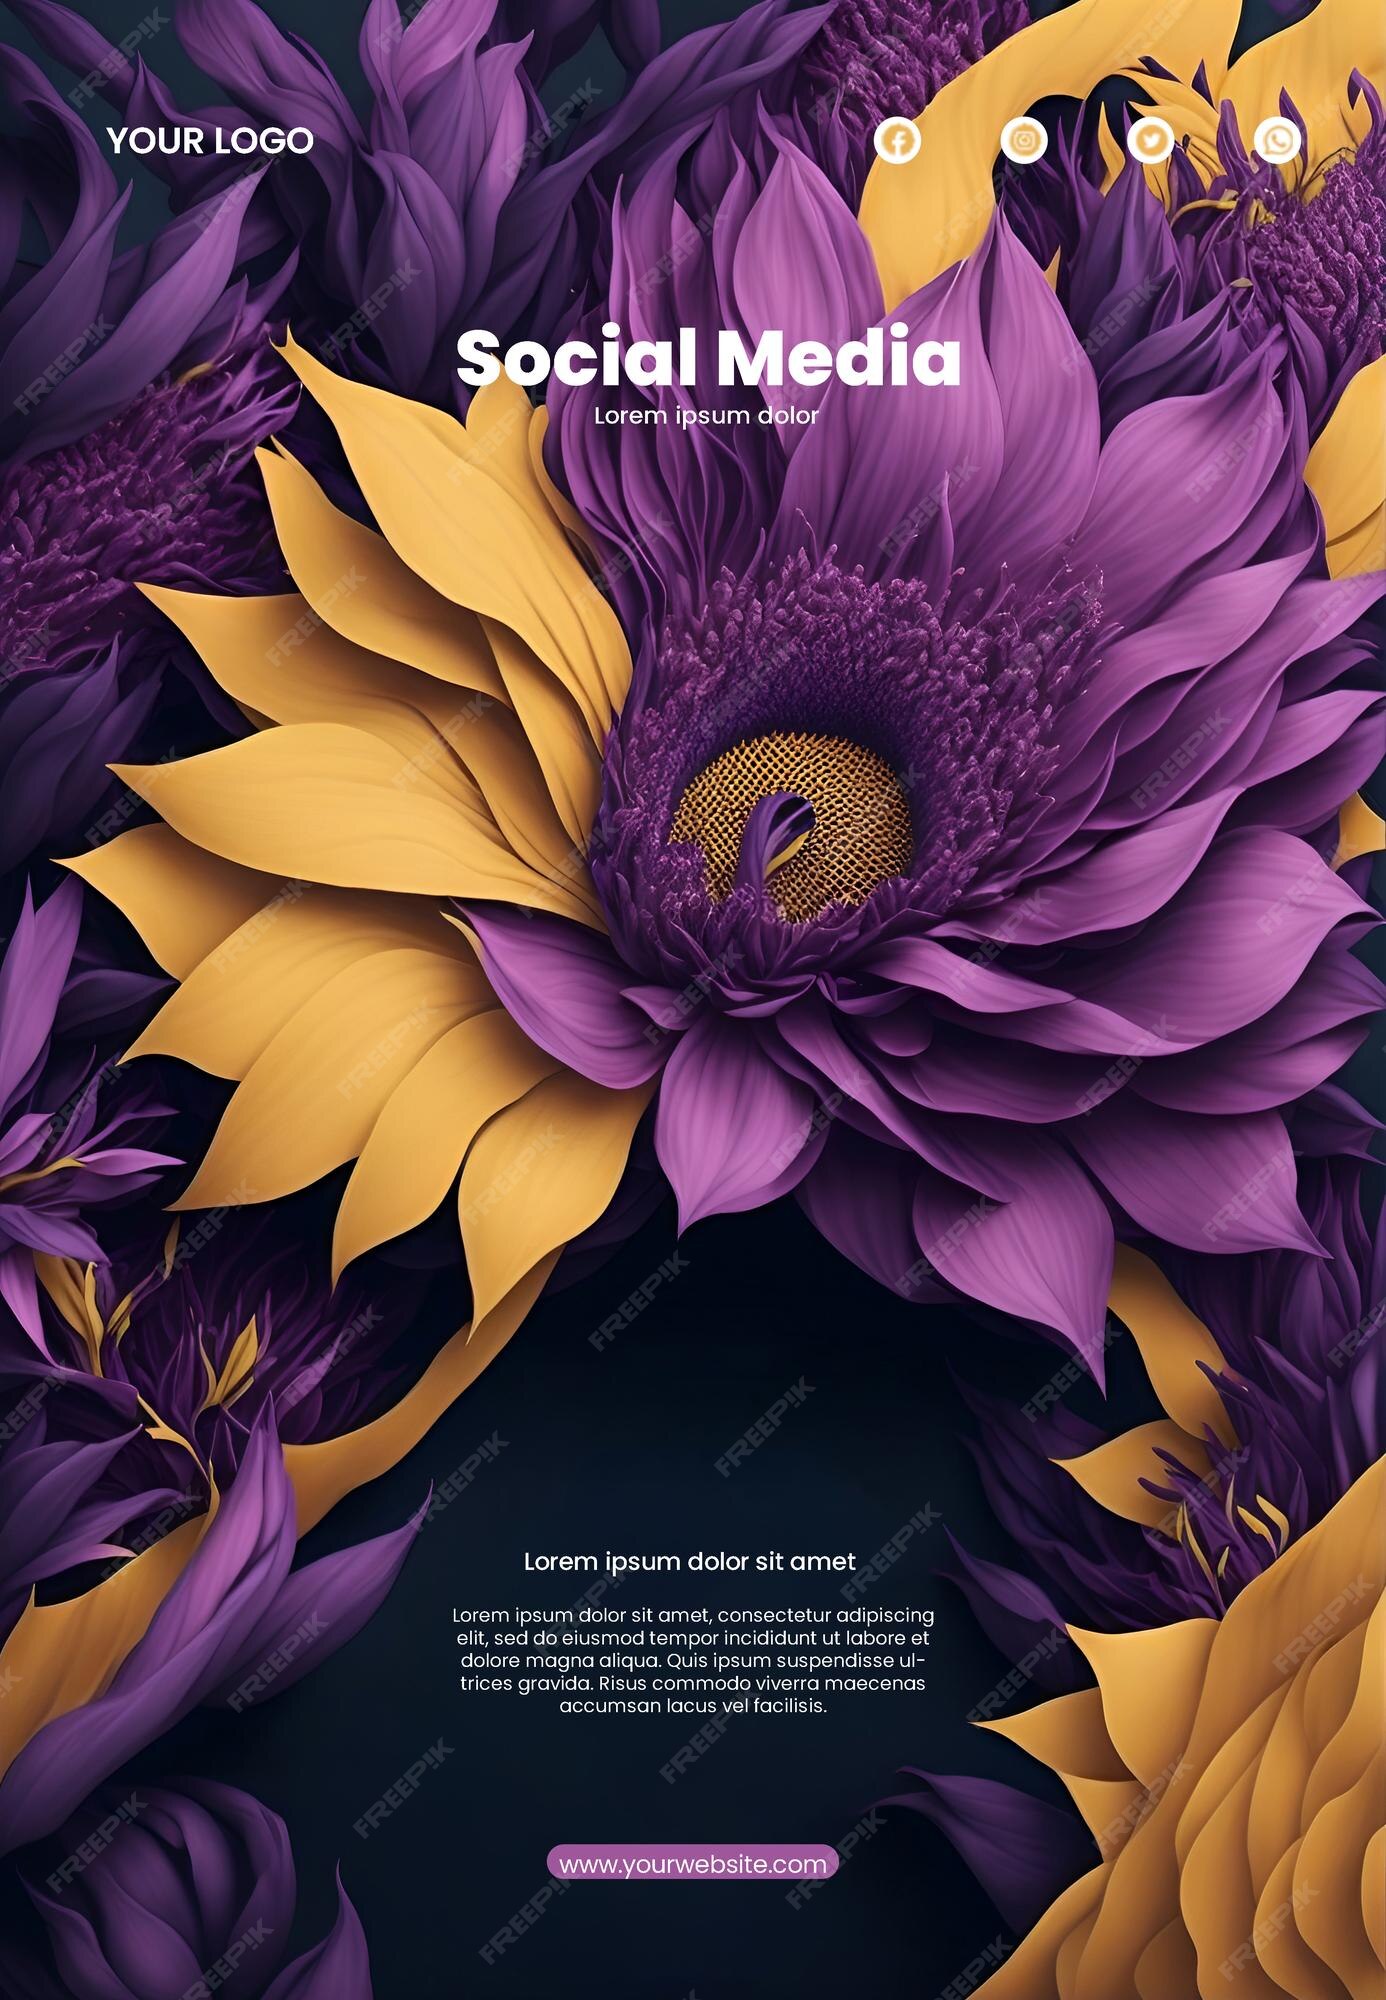 YOUR LOGO
Social Media
Lorem ipsum dolor
Lorem ipsum dolor sit amet
Lorem ipsum dolor sit amet, consectetur adipiscing
elit, sed do eiusmod tempor incididunt ut labore et
dolore magna aliqua. Quis ipsum suspendisse ul-
trices gravida. Risus commodo viverra maecenas
accumsan lacus vel facilisis.
www.yourwebsite.com
FREEPIK